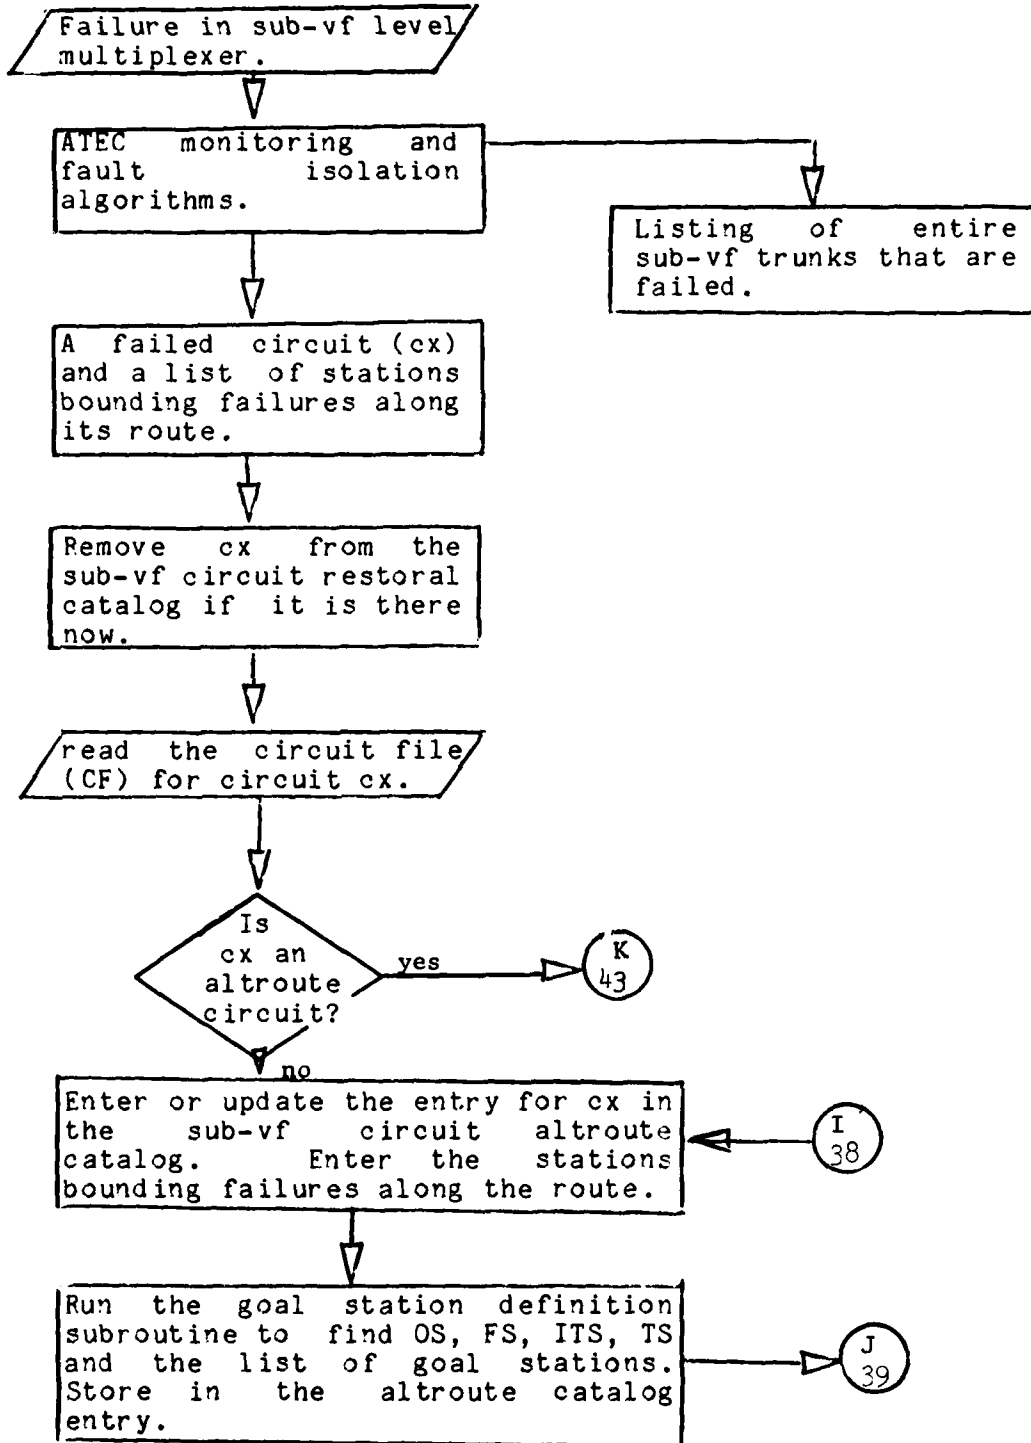 Failure in sub-vf level
multiplexer.
ATEC monitoring and
fault isolation
algorithms.
Listing of entire
sub-vf trunks that are
failed.
A failed circuit (cx)
and a list of stations
bounding failures along
its route.
Remove cx from the
sub-vf circuit restoral
catalog if it is there
now.
read the circuit file
(CF) for circuit cx.
Is
cx an
altroute
circuit?
yes
K
43
no
Enter or update the entry for cx in
the sub-vf circuit altroute
catalog. Enter the stations
bounding failures along the route.
I
38
Run the goal station definition
subroutine to find OS, FS, ITS, TS
and the list of goal stations.
Store in the altroute catalog
entry.
J
39